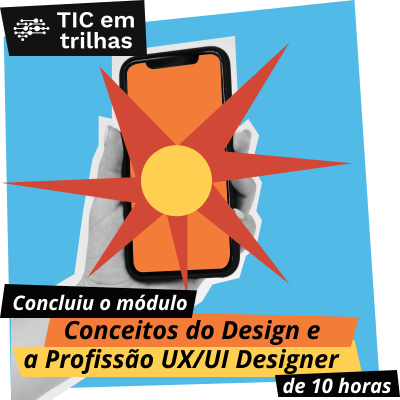 TIC em
trilhas
Concluiu o módulo
Conceitos do Design e
a Profissão UX/UI Designer
de 10 horas